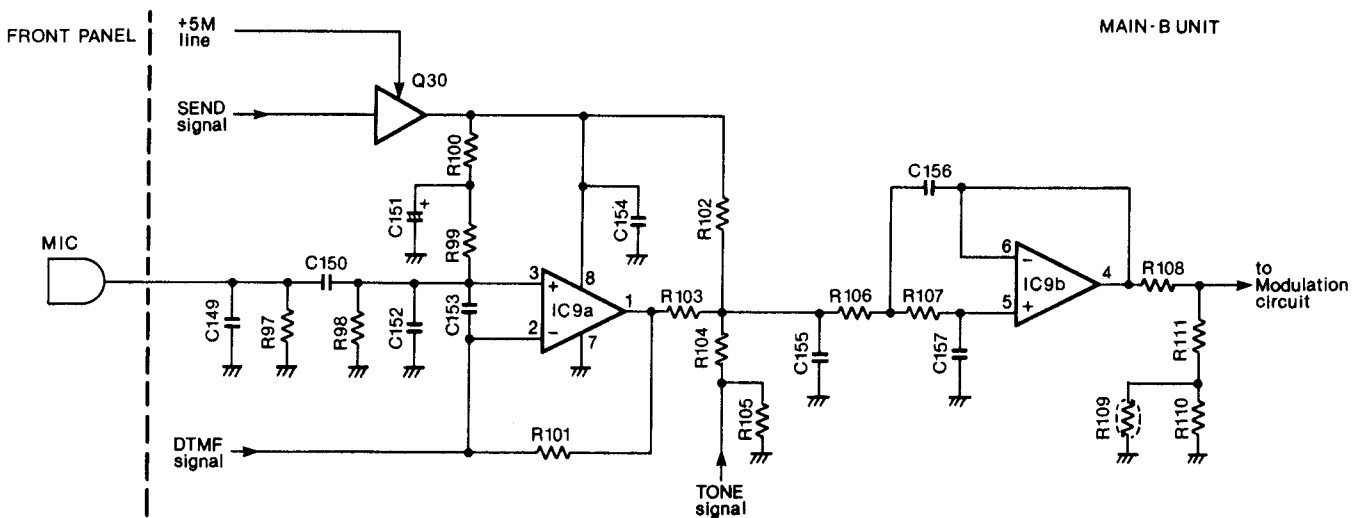 FRONT PANEL
+5M
line
MAIN-B UNIT
Q30
SEND
signal
R100
C151
+
R99
C154
R102
C156
MIC
C150
3
+
8
IC9a
1
2
−
7
C149
R97
R98
C152
C153
R103
R104
R106
R107
C155
C157
6
−
IC9b
4
5
+
R108
to
Modulation
circuit
R111
R109
R110
R105
R101
DTMF
signal
TONE
signal